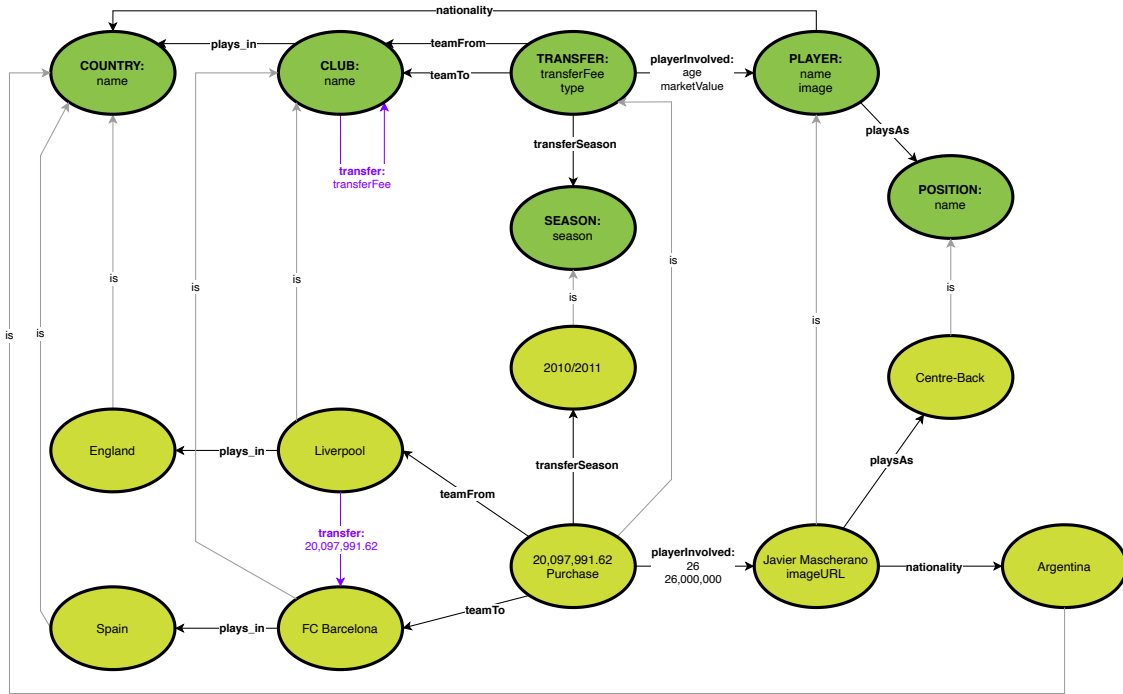 nationality
plays_in
teamFrom
teamTo
COUNTRY:
name
CLUB:
name
TRANSFER:
transferFee
type
playerInvolved:
age
marketValue
PLAYER:
name
image
playsAs
transferSeason
transfer:
transferFee
POSITION:
name
SEASON:
season
is
is
is
is
is
is
is
is
is
2010/2011
Centre-Back
England
plays_in
Liverpool
transferSeason
playsAs
teamFrom
transfer:
20,097,991.62
20,097,991.62
Purchase
playerInvolved:
26
26,000,000
Javier Mascherano
imageURL
nationality
Argentina
teamTo
Spain
plays_in
FC Barcelona